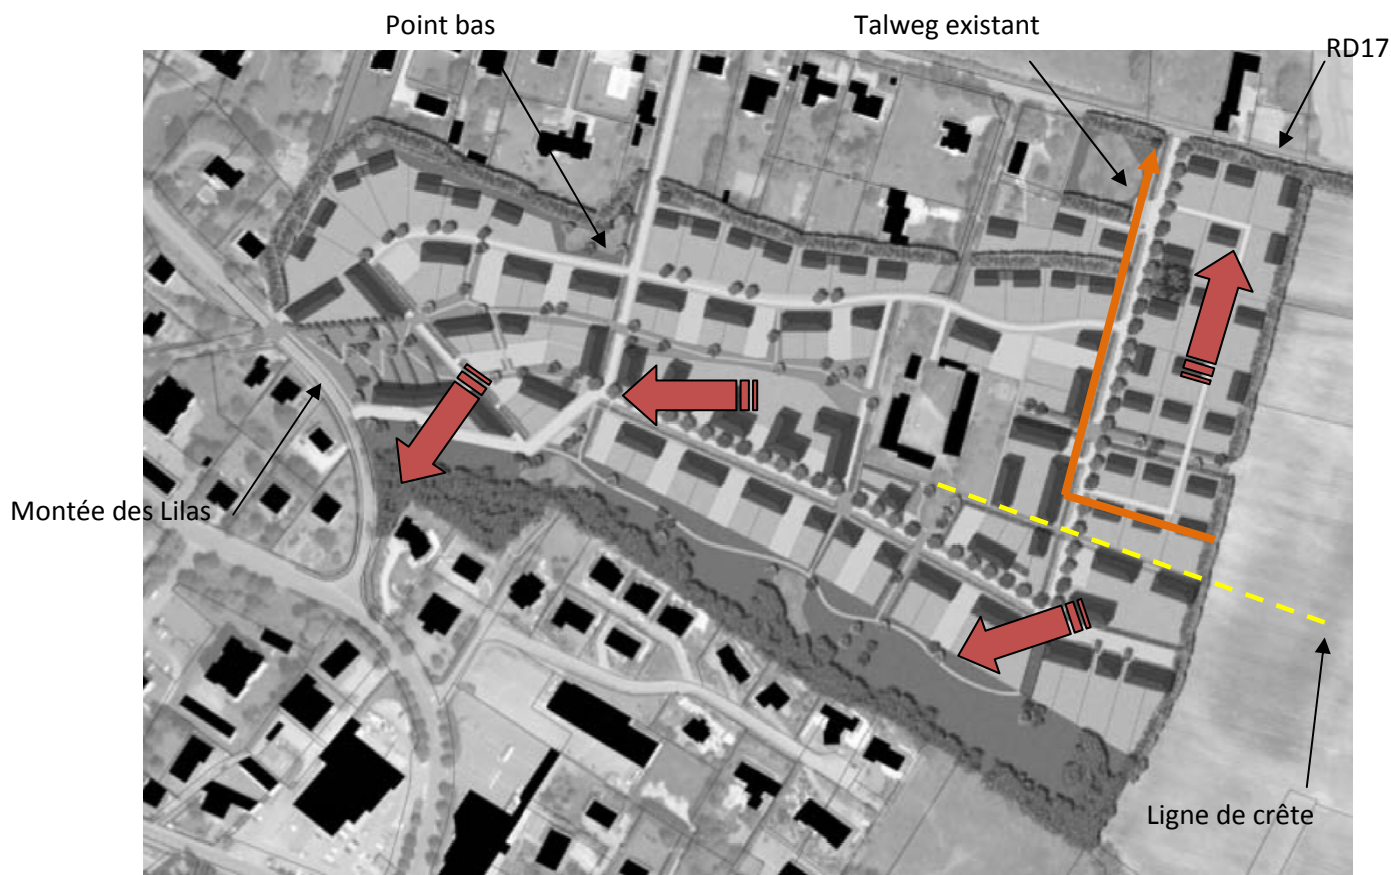 Point bas
Talweg existant
RD17
Montée des Lilas
Ligne de crête